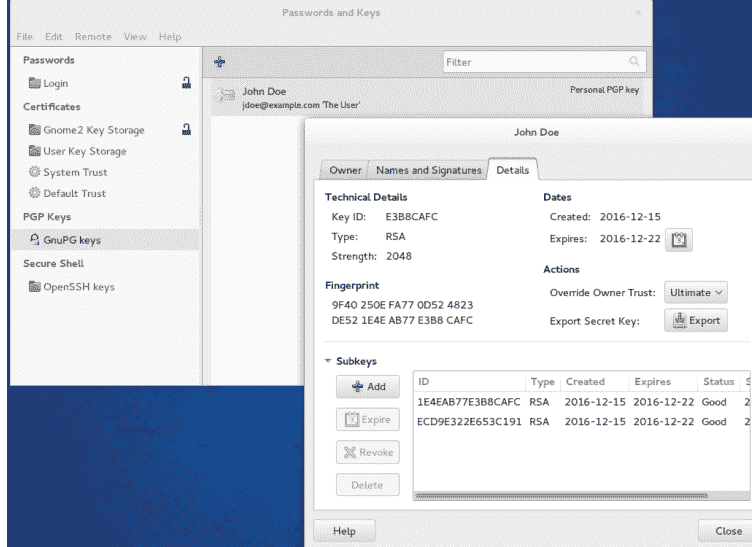 Passwords and Keys
File Edit Remote View Help
Passwords
Login
Certificates
Gnome2 Key Storage
User Key Storage
System Trust
Default Trust
PGP Keys
GnuPG keys
Secure Shell
OpenSSH keys
Filter
John Doe Personal PGP key
jdoe@example.com 'The User'
John Doe
Owner Names and Signatures Details
Technical Details
Key ID: E3B8CAFC
Type: RSA
Strength: 2048
Dates
Created: 2016-12-15
Expires: 2016-12-22
Fingerprint
9F40 250E FA77 0D52 4823
DE52 1E4E AB77 E3B8 CAFC
Actions
Override Owner Trust: Ultimate
Export Secret Key: Export
Subkeys
Add
Expire
Revoke
Delete
ID Type Created Expires Status S
1E4EAB77E3B8CAFC RSA 2016-12-15 2016-12-22 Good 2
ECD9E322E653C191 RSA 2016-12-15 2016-12-22 Good 2
Help Close